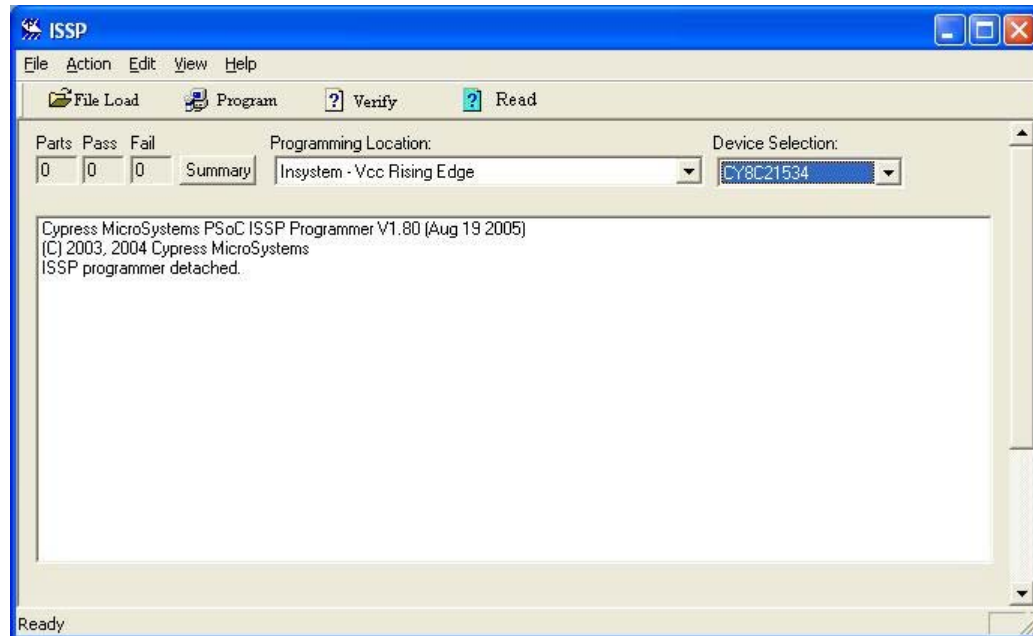 ISSP
File Action Edit View Help
File Load Program Verify Read
Parts Pass Fail Programming Location: Device Selection:
0 0 0 Summary Insystem - Vcc Rising Edge CY8C21534
Cypress MicroSystems PSoC ISSP Programmer V1.80 (Aug 19 2005)
(C) 2003, 2004 Cypress MicroSystems
ISSP programmer detached.
Ready